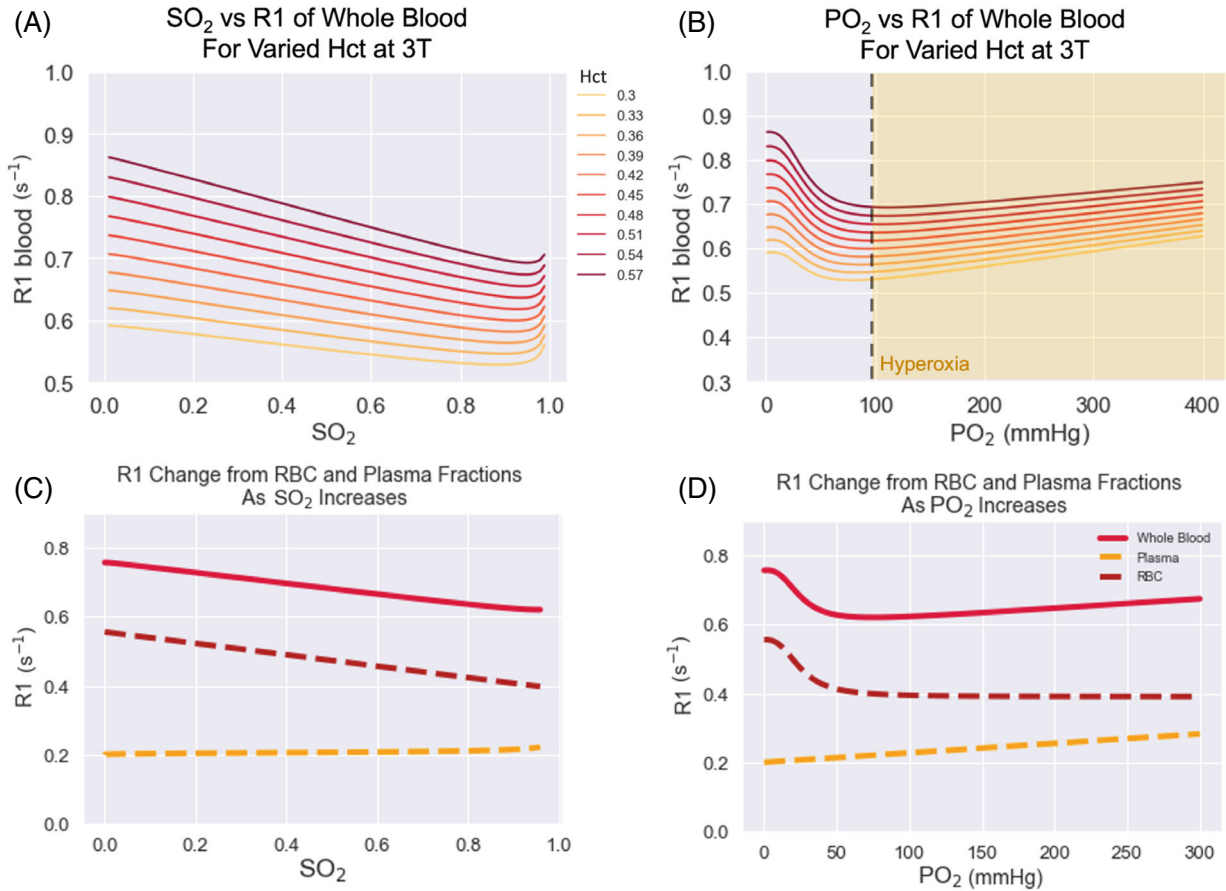 (A)
SO₂ vs R1 of Whole Blood
For Varied Hct at 3T
1.0
0.9
0.8
0.7
0.6
0.5
R1 blood (s⁻¹)
0.0 0.2 0.4 0.6 0.8 1.0
SO₂
Hct
0.3
0.33
0.36
0.39
0.42
0.45
0.48
0.51
0.54
0.57
(B)
PO₂ vs R1 of Whole Blood
For Varied Hct at 3T
1.0
0.9
0.8
0.7
0.6
0.5
0.4
0.3
R1 blood (s⁻¹)
Hyperoxia
0 100 200 300 400
PO₂ (mmHg)
(C)
R1 Change from RBC and Plasma Fractions
As SO₂ Increases
0.8
0.6
0.4
0.2
0.0
R1 (s⁻¹)
0.0 0.2 0.4 0.6 0.8 1.0
SO₂
(D)
R1 Change from RBC and Plasma Fractions
As PO₂ Increases
Whole Blood
Plasma
RBC
0.8
0.6
0.4
0.2
0.0
R1 (s⁻¹)
0 50 100 150 200 250 300
PO₂ (mmHg)